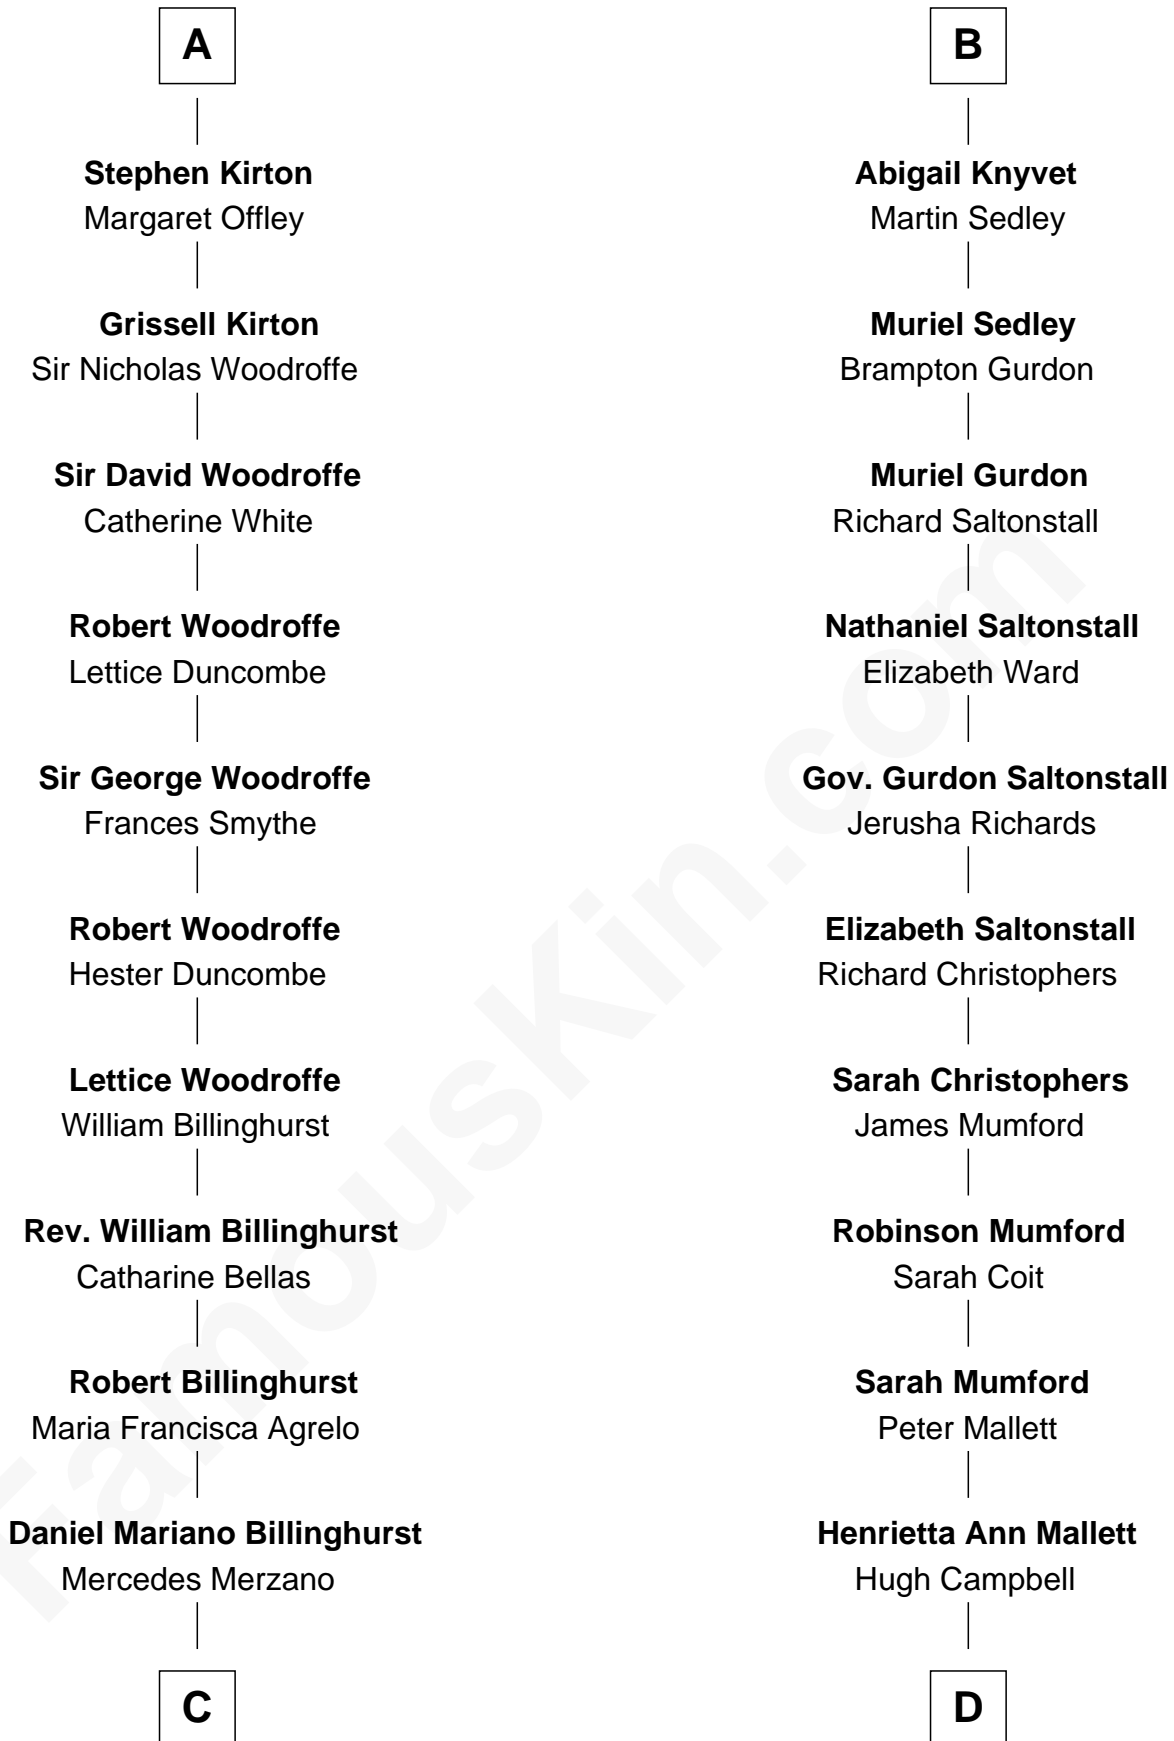 A
Stephen Kirton
Margaret Offley
Grissell Kirton
Sir Nicholas Woodroffe
Sir David Woodroffe
Catherine White
Robert Woodroffe
Lettice Duncombe
Sir George Woodroffe
Frances Smythe
Robert Woodroffe
Hester Duncombe
Lettice Woodroffe
William Billinghurst
Rev. William Billinghurst
Catharine Bellas
Robert Billinghurst
Maria Francisca Agrelo
Daniel Mariano Billinghurst
Mercedes Merzano
C
B
Abigail Knyvet
Martin Sedley
Muriel Sedley
Brampton Gurdon
Muriel Gurdon
Richard Saltonstall
Nathaniel Saltonstall
Elizabeth Ward
Gov. Gurdon Saltonstall
Jerusha Richards
Elizabeth Saltonstall
Richard Christophers
Sarah Christophers
James Mumford
Robinson Mumford
Sarah Coit
Sarah Mumford
Peter Mallett
Henrietta Ann Mallett
Hugh Campbell
D
FamousKin.com